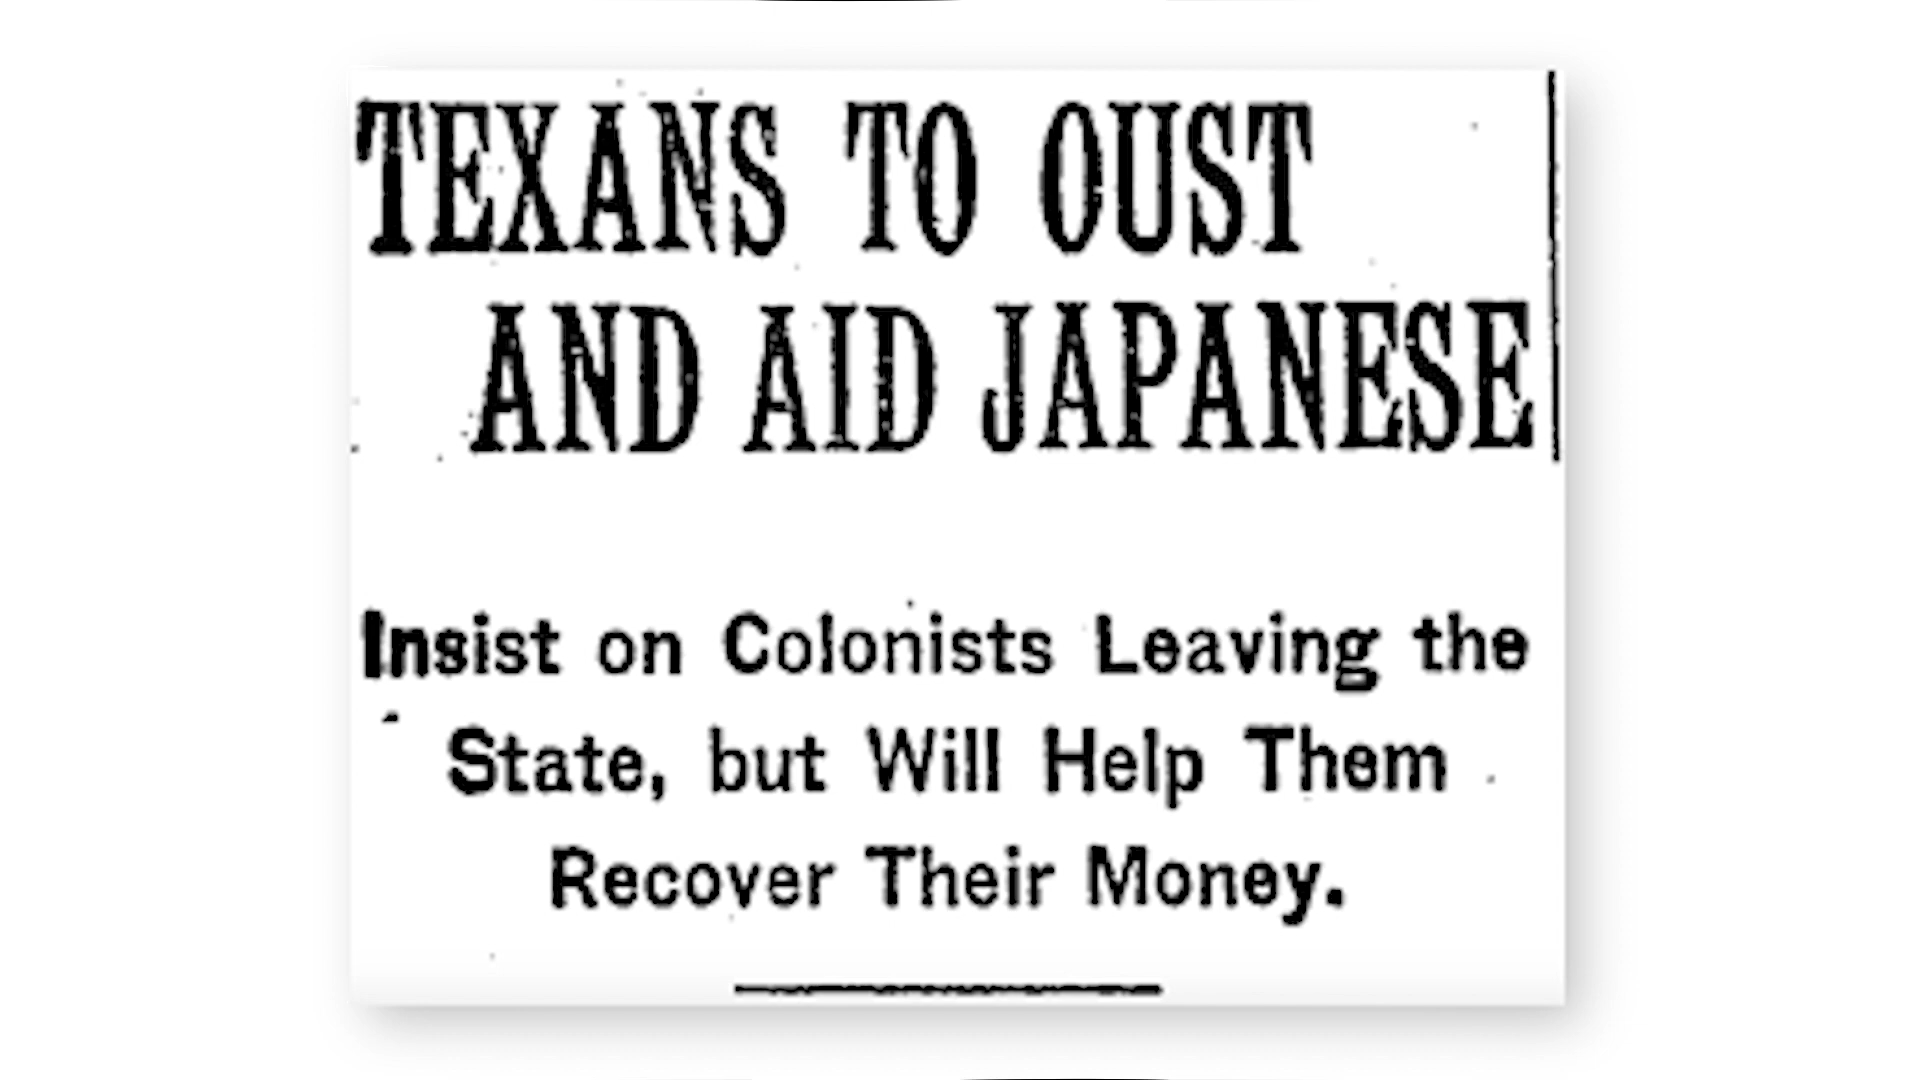 TEXANS TO OUST
AND AID JAPANESE
Insist on Colonists Leaving the
State, but Will Help Them
Recover Their Money.